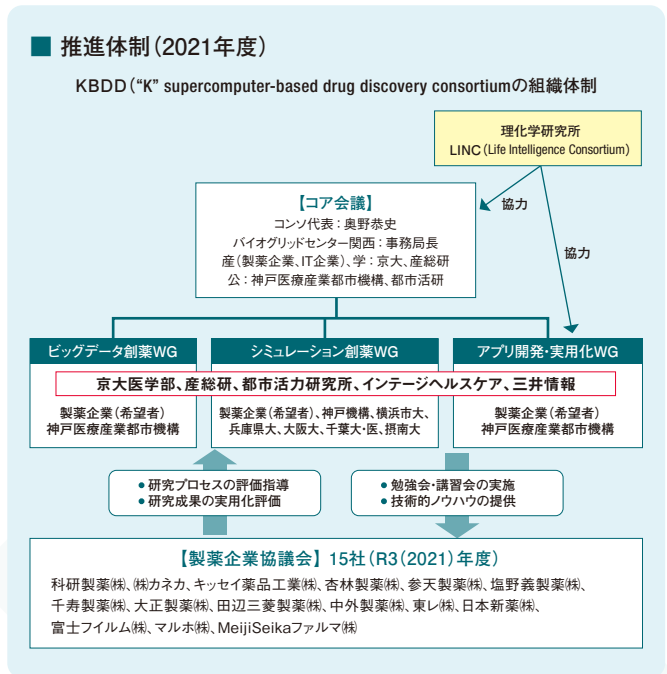 ■ 推進体制(2021年度)
KBDD(“K” supercomputer-based drug discovery consortiumの組織体制
理化学研究所
LINC(Life Intelligence Consortium)
【コア会議】
コンソ代表：奥野恭史
バイオグリッドセンター関西：事務局長
産(製薬企業、IT企業)、学：京大、産総研
公：神戸医療産業都市機構、都市活研
協力
協力
ビッグデータ創薬WG
シミュレーション創薬WG
アプリ開発・実用化WG
京大医学部、産総研、都市活力研究所、インテージヘルスケア、三井情報
製薬企業(希望者)
神戸医療産業都市機構
製薬企業(希望者)、神戸機構、横浜市大、
兵庫県大、大阪大、千葉大・医、摂南大
製薬企業(希望者)
神戸医療産業都市機構
● 研究プロセスの評価指導
● 研究成果の実用化評価
● 勉強会・講習会の実施
● 技術的ノウハウの提供
【製薬企業協議会】 15社(R3(2021)年度)
科研製薬㈱、㈱カネカ、キッセイ薬品工業㈱、杏林製薬㈱、参天製薬㈱、塩野義製薬㈱、
千寿製薬㈱、大正製薬㈱、田辺三菱製薬㈱、中外製薬㈱、東レ㈱、日本新薬㈱、
富士フイルム㈱、マルホ㈱、MeijiSeikaファルマ㈱